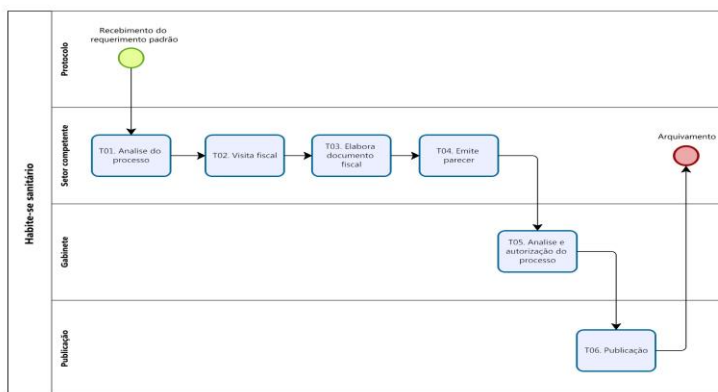 Habite-se sanitário
Protocolo
Recebimento do
requerimento padrão
Setor competente
T01. Analise do
processo
T02. Visita fiscal
T03. Elabora
documento
fiscal
T04. Emite
parecer
Arquivamento
Gabinete
T05. Analise e
autorização do
processo
Publicação
T06. Publicação